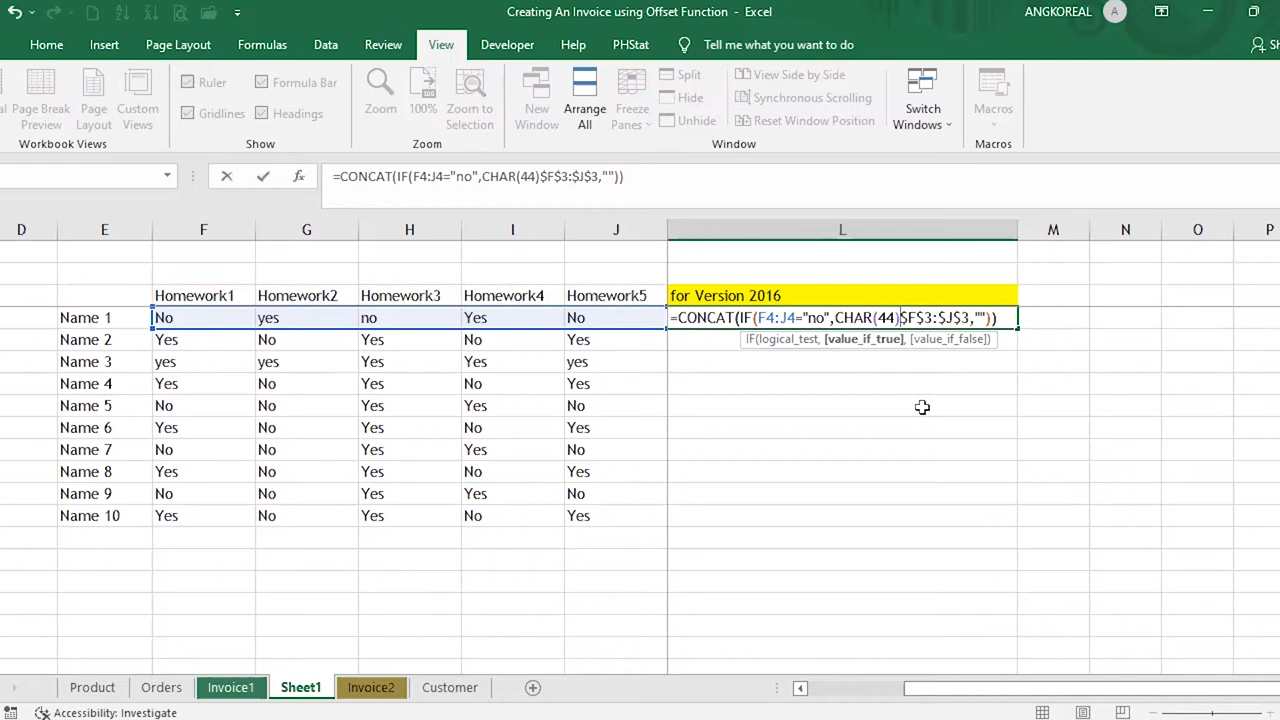 Creating An Invoice using Offset Function - Excel
ANGKOREAL A
Home Insert Page Layout Formulas Data Review View Developer Help PHStat Tell me what you want to do
Ruler Formula Bar
Gridlines Headings
Page Break Preview
Page Layout
Custom Views
Zoom
100%
Zoom to Selection
New Window
Arrange All
Freeze Panes
Split
Hide
Unhide
View Side by Side
Synchronous Scrolling
Reset Window Position
Switch Windows
Macros
Workbook Views Show Zoom Window Macros
=CONCAT(IF(F4:J4="no",CHAR(44)$F$3:$J$3,""))
D E F G H I J L M N O P
Homework1 Homework2 Homework3 Homework4 Homework5 for Version 2016
Name 1 No yes no Yes No =CONCAT(IF(F4:J4="no",CHAR(44)$F$3:$J$3,""))
IF(logical_test, [value_if_true], [value_if_false])
Name 2 Yes No Yes No Yes
Name 3 yes yes Yes Yes yes
Name 4 Yes No Yes No Yes
Name 5 No No Yes Yes No
Name 6 Yes No Yes No Yes
Name 7 No No Yes Yes No
Name 8 Yes No Yes No Yes
Name 9 No No Yes Yes No
Name 10 Yes No Yes No Yes
Product Orders Invoice1 Sheet1 Invoice2 Customer
Accessibility: Investigate